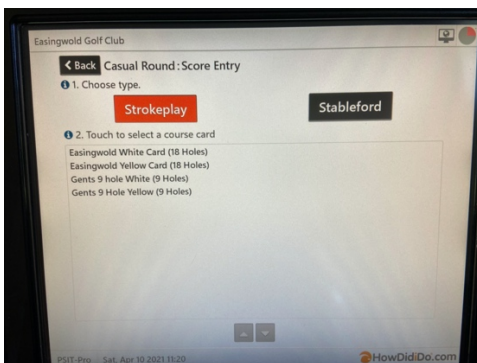 Easingwold Golf Club
Back Casual Round : Score Entry
1. Choose type.
Strokeplay Stableford
2. Touch to select a course card
Easingwold White Card (18 Holes)
Easingwold Yellow Card (18 Holes)
Gents 9 hole White (9 Holes)
Gents 9 Hole Yellow (9 Holes)
PSIT-Pro Sat, Apr 10 2021 11:20 HowDidiDo.com